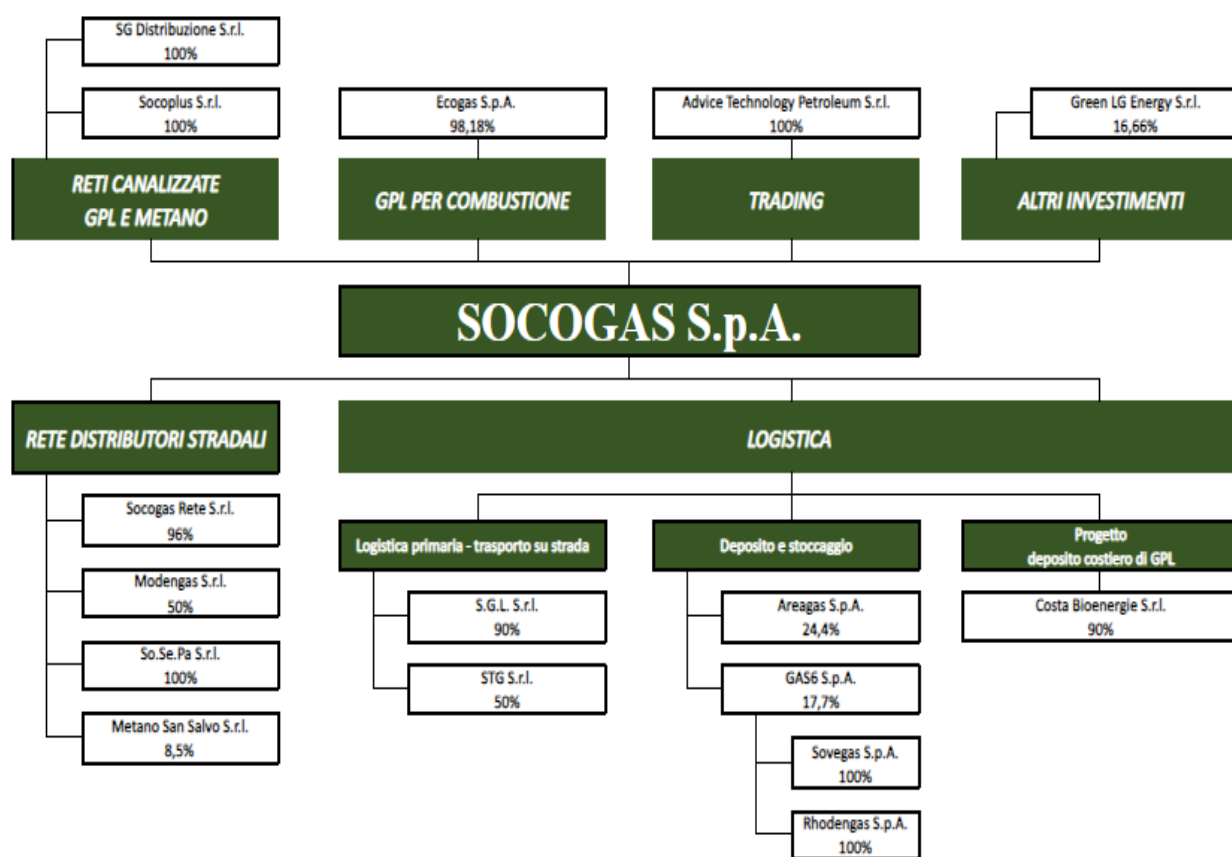 SG Distribuzione S.r.l.
100%
Socoplus S.r.l.
100%
Ecogas S.p.A.
98,18%
Advice Technology Petroleum S.r.l.
100%
Green LG Energy S.r.l.
16,66%
RETI CANALIZZATE
GPL E METANO
GPL PER COMBUSTIONE
TRADING
ALTRI INVESTIMENTI
SOCOGAS S.p.A.
RETE DISTRIBUTORI STRADALI
LOGISTICA
Socogas Rete S.r.l.
96%
Modengas S.r.l.
50%
So.Se.Pa S.r.l.
100%
Metano San Salvo S.r.l.
8,5%
Logistica primaria - trasporto su strada
S.G.L. S.r.l.
90%
STG S.r.l.
50%
Deposito e stoccaggio
Areagas S.p.A.
24,4%
GAS6 S.p.A.
17,7%
Sovegas S.p.A.
100%
Rhodengas S.p.A.
100%
Progetto
deposito costiero di GPL
Costa Bioenergie S.r.l.
90%